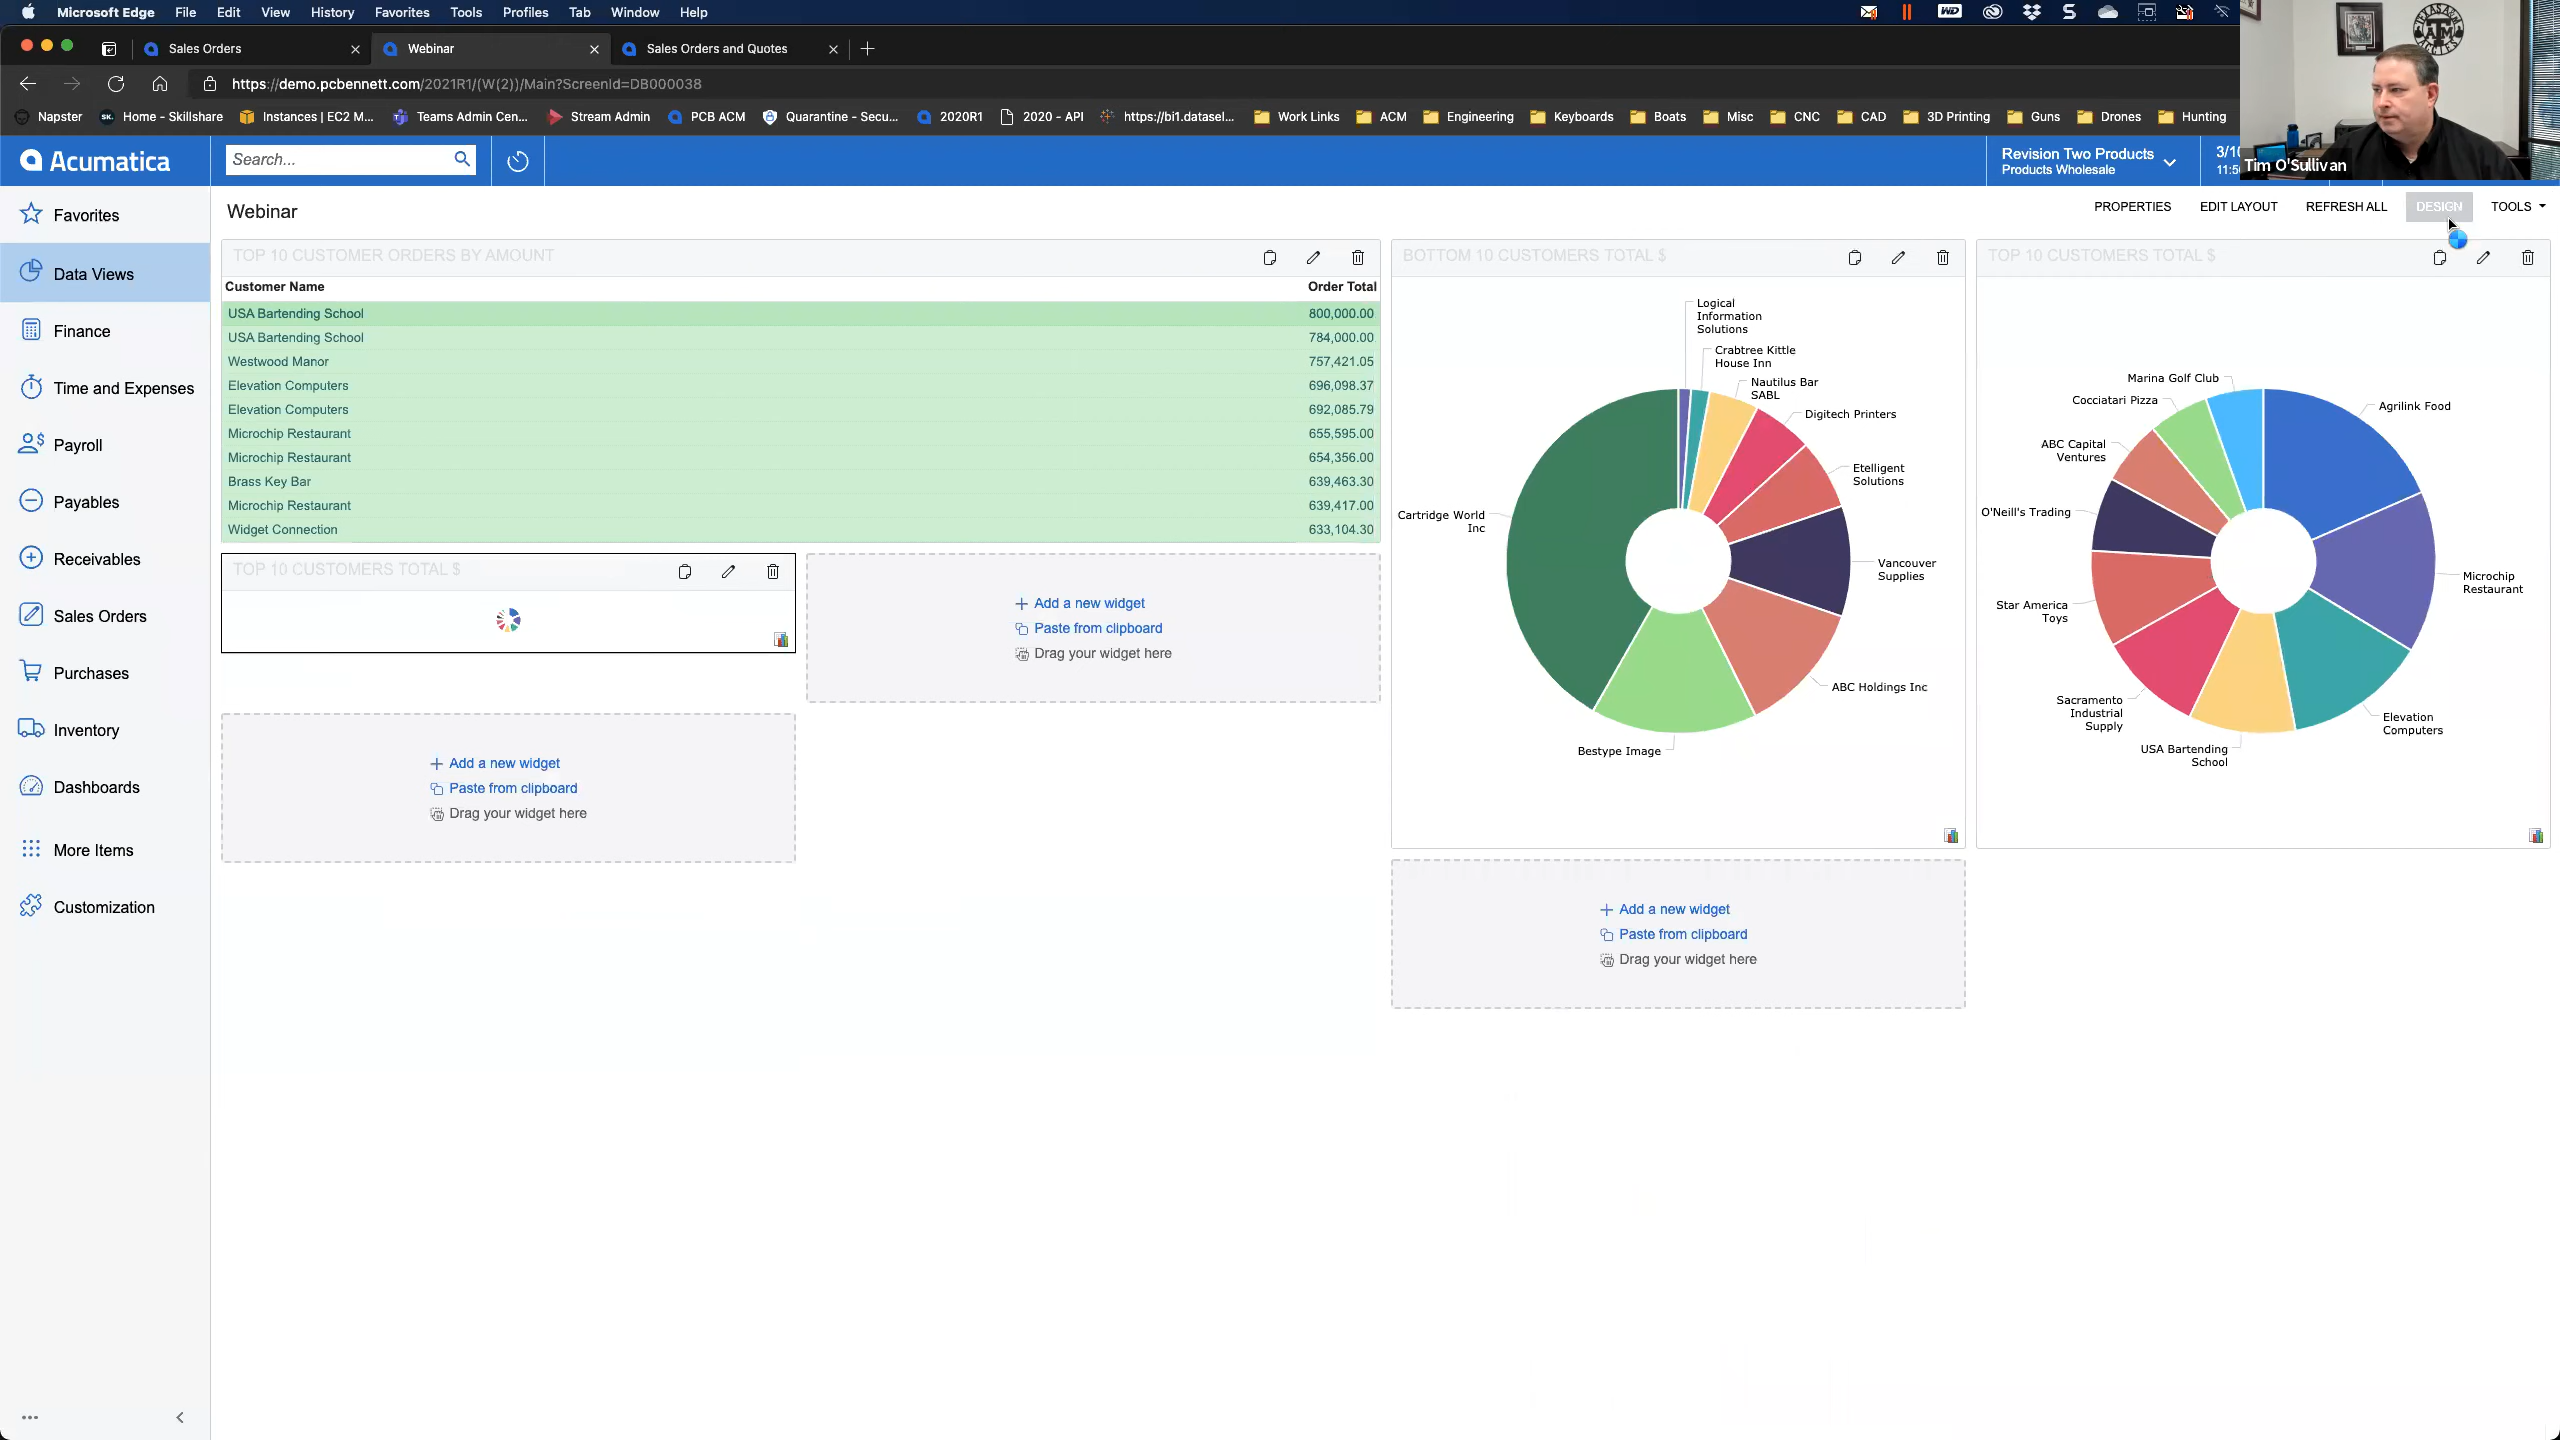 Microsoft Edge File Edit View History Favorites Tools Profiles Tab Window Help
WD
Sales Orders
Webinar
Sales Orders and Quotes
https://demo.pcbennett.com/2021R1/(W(2))/Main?ScreenId=DB000038
Napster
Home - Skillshare
Instances | EC2 M...
Teams Admin Cen...
Stream Admin
PCB ACM
Quarantine - Secu...
2020R1
2020 - API
https://bi1.datasel...
Work Links
ACM
Engineering
Keyboards
Boats
Misc
CNC
CAD
3D Printing
Guns
Drones
Hunting
Tim O'Sullivan
Acumatica
Search...
Revision Two Products
Products Wholesale
Favorites
Data Views
Finance
Time and Expenses
Payroll
Payables
Receivables
Sales Orders
Purchases
Inventory
Dashboards
More Items
Customization
Webinar
PROPERTIES EDIT LAYOUT REFRESH ALL DESIGN TOOLS
TOP 10 CUSTOMER ORDERS BY AMOUNT
Customer Name Order Total
USA Bartending School 800,000.00
USA Bartending School 784,000.00
Westwood Manor 757,421.05
Elevation Computers 696,098.37
Elevation Computers 692,085.79
Microchip Restaurant 655,595.00
Microchip Restaurant 654,356.00
Brass Key Bar 639,463.30
Microchip Restaurant 639,417.00
Widget Connection 633,104.30
TOP 10 CUSTOMERS TOTAL $
Add a new widget
Paste from clipboard
Drag your widget here
Add a new widget
Paste from clipboard
Drag your widget here
BOTTOM 10 CUSTOMERS TOTAL $
Logical
Information
Solutions
Crabtree Kittle
House Inn
Nautilus Bar
SABL
Digitech Printers
Etelligent
Solutions
Vancouver
Supplies
ABC Holdings Inc
Bestype Image
Cartridge World
Inc
Add a new widget
Paste from clipboard
Drag your widget here
TOP 10 CUSTOMERS TOTAL $
Agrilink Food
Microchip
Restaurant
Elevation
Computers
USA Bartending
School
Sacramento
Industrial
Supply
Star America
Toys
O'Neill's Trading
ABC Capital
Ventures
Cocciatari Pizza
Marina Golf Club